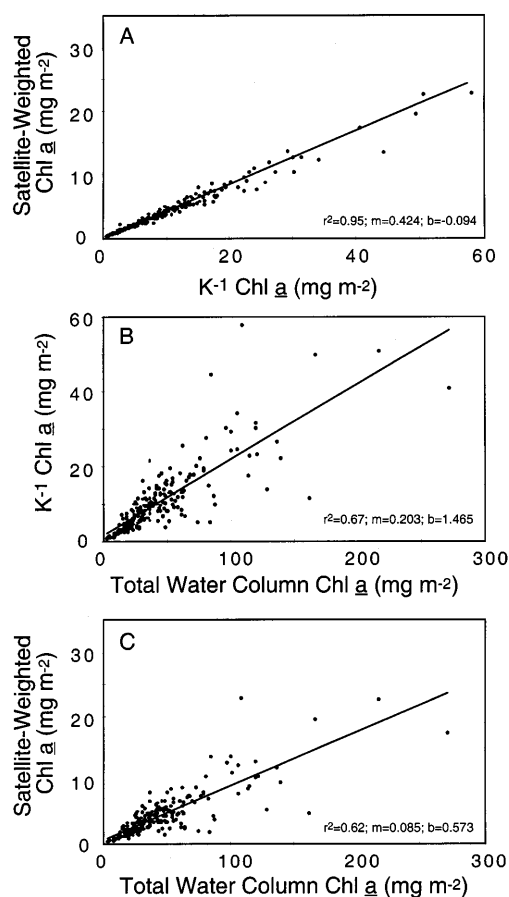 A
Satellite-Weighted
Chl a (mg m-2)
30
20
10
0
r2=0.95; m=0.424; b=-0.094
0 20 40 60
K-1 Chl a (mg m-2)
B
K-1 Chl a (mg m-2)
60
40
20
0
r2=0.67; m=0.203; b=1.465
0 100 200 300
Total Water Column Chl a (mg m-2)
C
Satellite-Weighted
Chl a (mg m-2)
30
20
10
0
r2=0.62; m=0.085; b=0.573
0 100 200 300
Total Water Column Chl a (mg m-2)